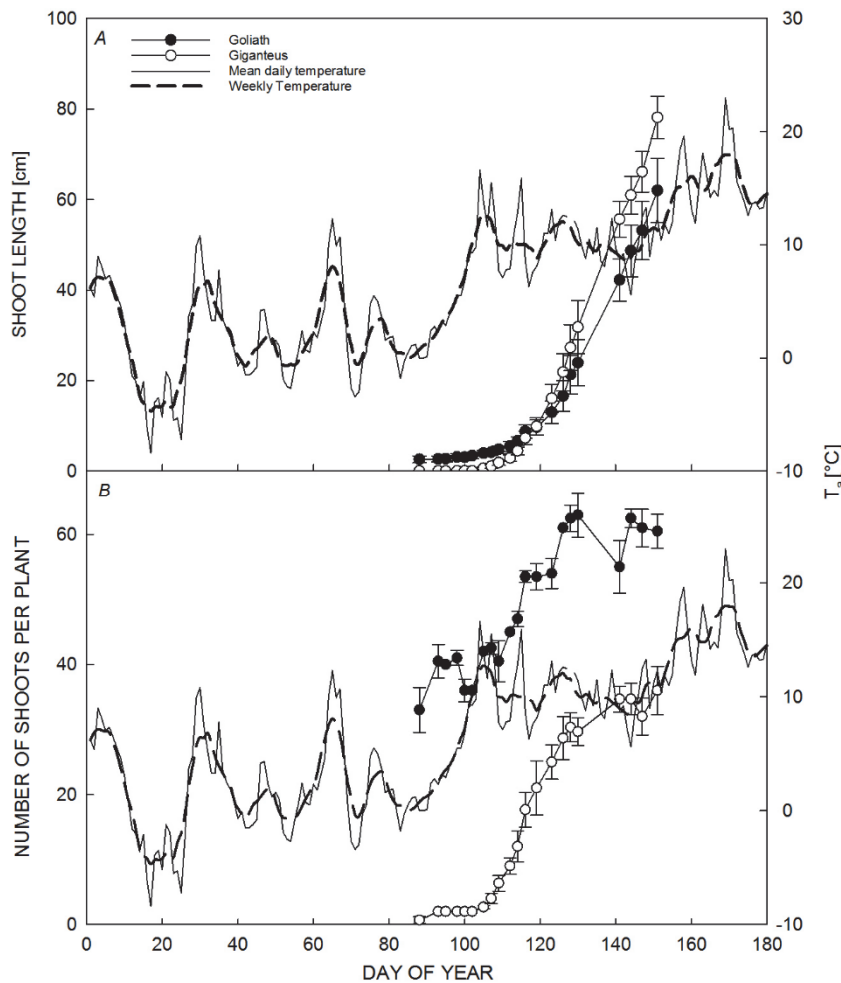 A
Goliath
Giganteus
Mean daily temperature
Weekly Temperature
SHOOT LENGTH [cm]
100
80
60
40
20
0
30
20
10
0
-10
Ta [°C]
B
NUMBER OF SHOOTS PER PLANT
60
40
20
0
20
10
0
-10
0 20 40 60 80 100 120 140 160 180
DAY OF YEAR